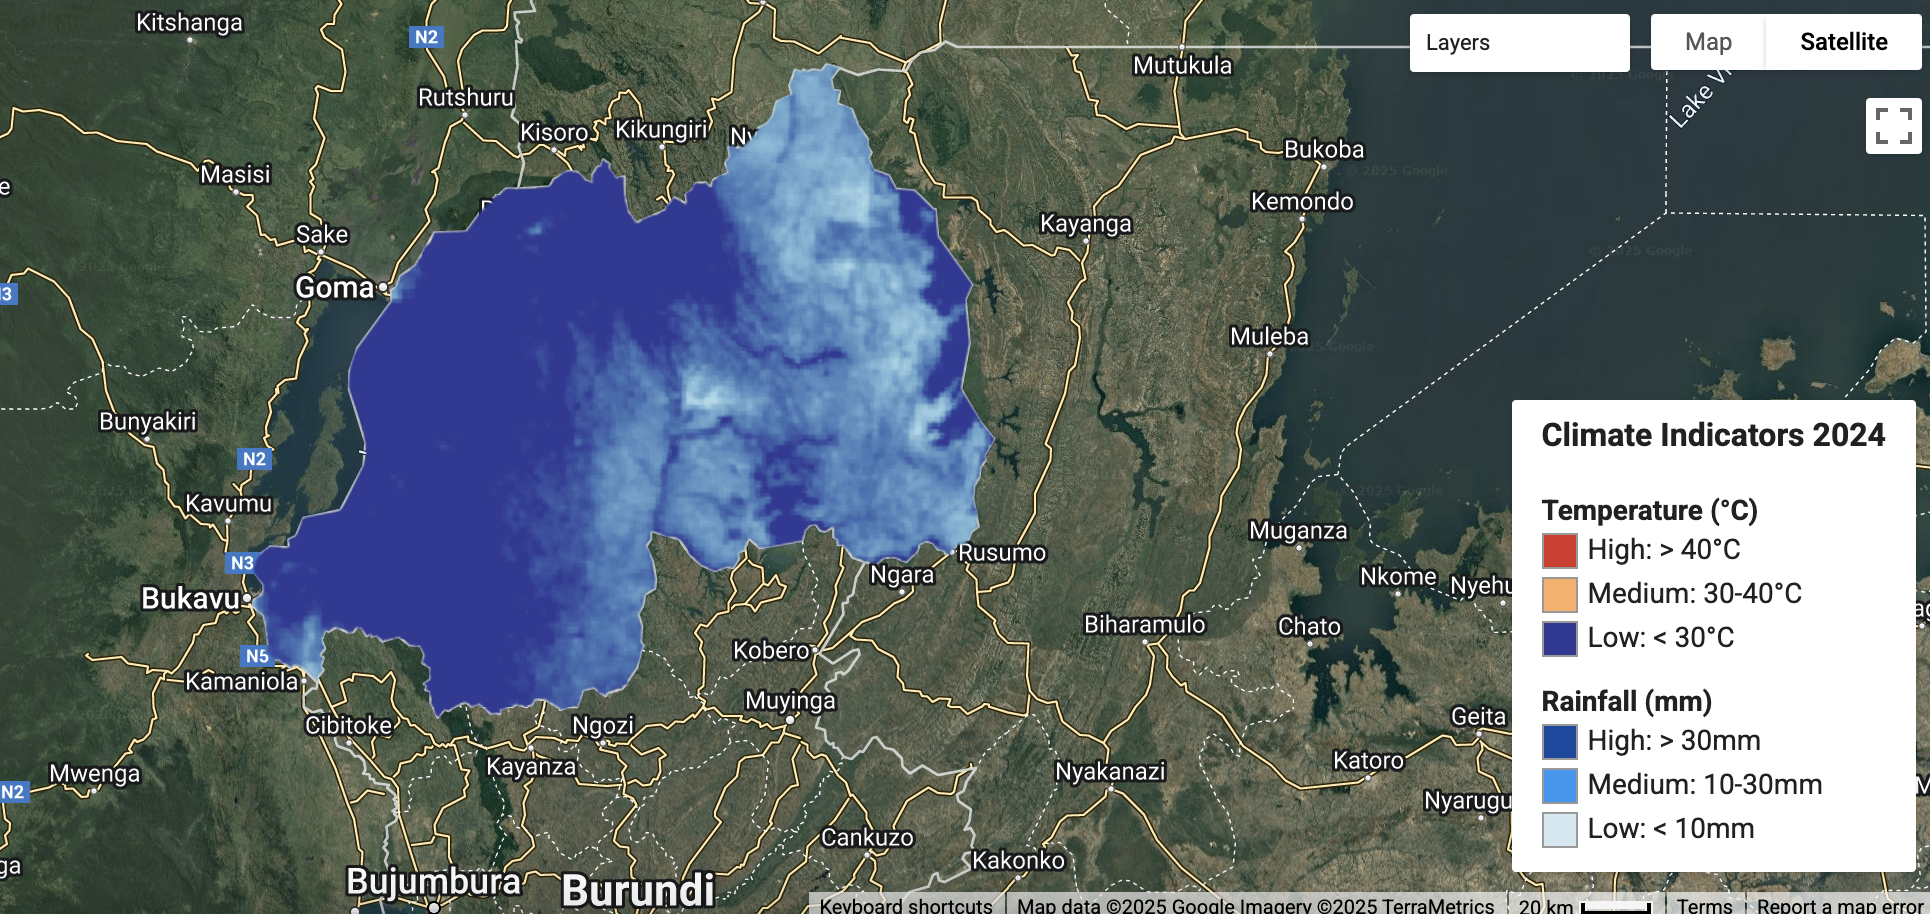 Kitshanga
N2
Rutshuru
Kisoro
Kikungiri
Masisi
Sake
Goma
Bunyakiri
N2
Kavumu
N3
Bukavu
N5
Kamaniola
Cibitoke
Mwenga
N2
Kayanza
Ngozi
Bujumbura
Burundi
Mutukula
Bukoba
Kemondo
Kayanga
Muleba
Muganza
Rusumo
Ngara
Nkome
Biharamulo
Chato
Kobero
Muyinga
Geita
Katoro
Nyakanazi
Cankuzo
Kakonko
Layers
Map
Satellite
© 2025 Google
© 2025 Google
Climate Indicators 2024
Temperature (°C)
High: > 40°C
Medium: 30-40°C
Low: < 30°C
Rainfall (mm)
High: > 30mm
Medium: 10-30mm
Low: < 10mm
Keyboard shortcuts
Map data ©2025 Google Imagery ©2025 TerraMetrics
20 km
Terms
Report a map error